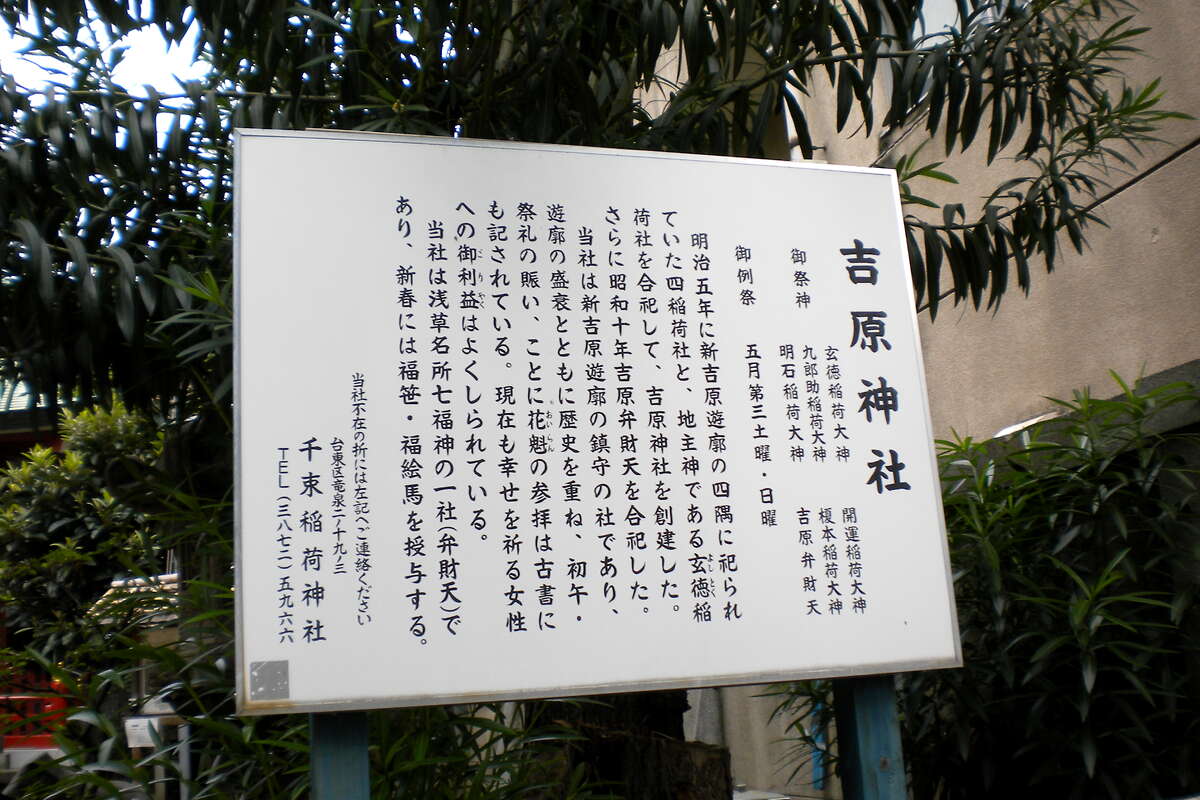 吉原神社
御祭神
玄徳稲荷大神
九郎助稲荷大神
明石稲荷大神
開運稲荷大神
榎本稲荷大神
吉原弁財天
御例祭 五月第三土曜・日曜
明治五年に新吉原遊廓の四隅に祀られ
ていた四稲荷社と、地主神である玄徳稲
よしとく
荷社を合祀して、吉原神社を創建した。
さらに昭和十年吉原弁財天を合祀した。
当社は新吉原遊廓の鎮守の社であり、
遊廓の盛衰とともに歴史を重ね、初午・
祭礼の賑い、ことに花魁の参拝は古書に
おいらん
も記されている。現在も幸せを祈る女性
への御利益はよくしられている。
ごりやく
当社は浅草名所七福神の一社(弁財天)で
あり、新春には福笹・福絵馬を授与する。
当社不在の折には左記へご連絡ください
台東区竜泉二ノ十九ノ三
千束稲荷神社
TEL(三八七二)五九六六